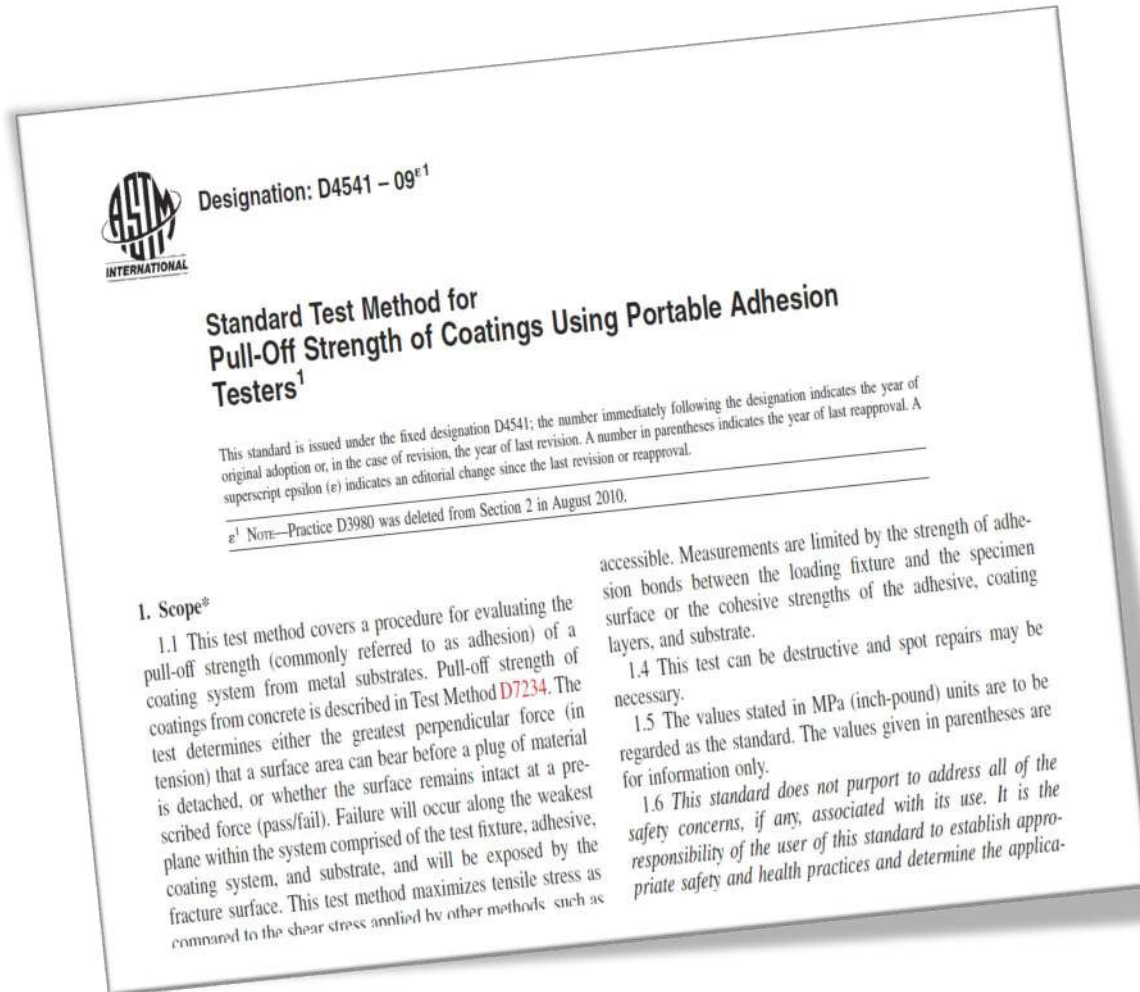 ASTM
INTERNATIONAL
Designation: D4541 – 09ε1
Standard Test Method for
Pull-Off Strength of Coatings Using Portable Adhesion
Testers1
This standard is issued under the fixed designation D4541; the number immediately following the designation indicates the year of
original adoption or, in the case of revision, the year of last revision. A number in parentheses indicates the year of last reapproval. A
superscript epsilon (ε) indicates an editorial change since the last revision or reapproval.
ε1 NOTE—Practice D3980 was deleted from Section 2 in August 2010.
1. Scope*
1.1 This test method covers a procedure for evaluating the
pull-off strength (commonly referred to as adhesion) of a
coating system from metal substrates. Pull-off strength of
coatings from concrete is described in Test Method D7234. The
test determines either the greatest perpendicular force (in
tension) that a surface area can bear before a plug of material
is detached, or whether the surface remains intact at a pre-
scribed force (pass/fail). Failure will occur along the weakest
plane within the system comprised of the test fixture, adhesive,
coating system, and substrate, and will be exposed by the
fracture surface. This test method maximizes tensile stress as
compared to the shear stress applied by other methods, such as
accessible. Measurements are limited by the strength of adhe-
sion bonds between the loading fixture and the specimen
surface or the cohesive strengths of the adhesive, coating
layers, and substrate.
1.4 This test can be destructive and spot repairs may be
necessary.
1.5 The values stated in MPa (inch-pound) units are to be
regarded as the standard. The values given in parentheses are
for information only.
1.6 This standard does not purport to address all of the
safety concerns, if any, associated with its use. It is the
responsibility of the user of this standard to establish appro-
priate safety and health practices and determine the applica-